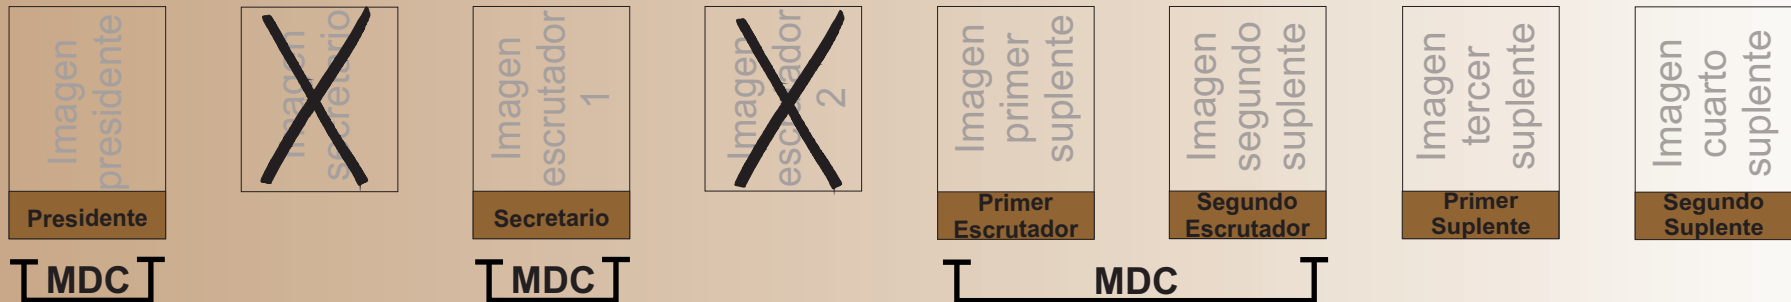 Imagen
presidente
Presidente
Imagen
secretario
Imagen
escrutador
1
Secretario
Imagen
escrutador
2
Imagen
primer
suplente
Primer
Escrutador
Imagen
segundo
suplente
Segundo
Escrutador
Imagen
tercer
suplente
Primer
Suplente
Imagen
cuarto
suplente
Segundo
Suplente
MDC
MDC
MDC